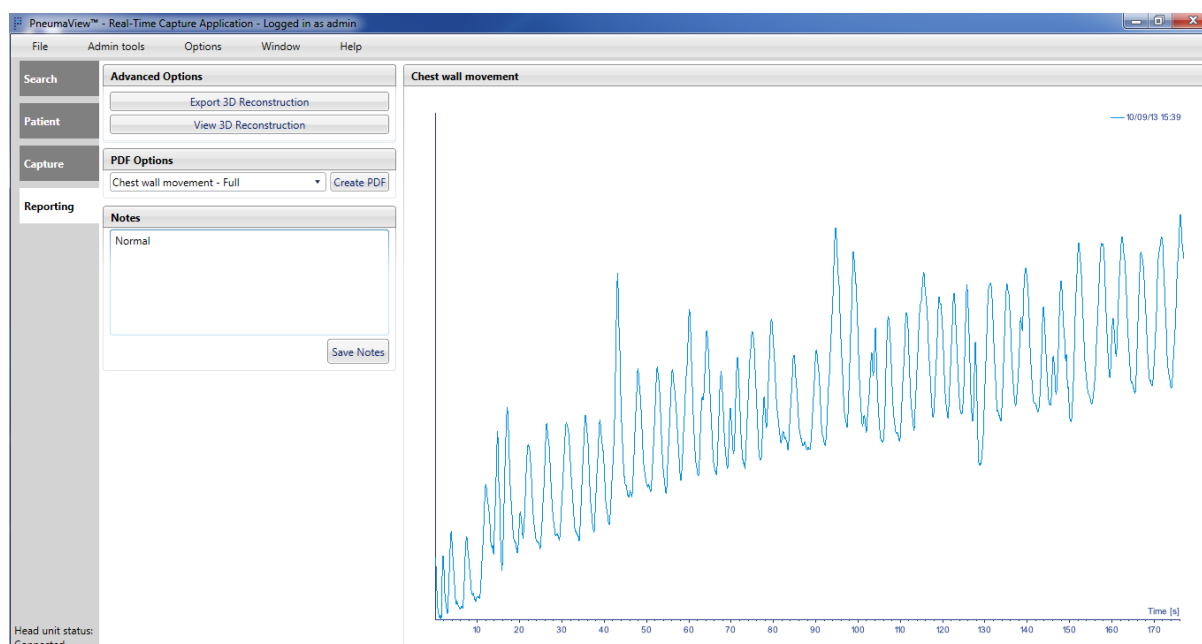 PneumaView™ - Real-Time Capture Application - Logged in as admin
File Admin tools Options Window Help
Search
Patient
Capture
Reporting
Advanced Options
Export 3D Reconstruction
View 3D Reconstruction
PDF Options
Chest wall movement - Full Create PDF
Notes
Normal
Save Notes
Chest wall movement
10/09/13 15:39
Time [s]
10 20 30 40 50 60 70 80 90 100 110 120 130 140 150 160 170
Head unit status:
Connected